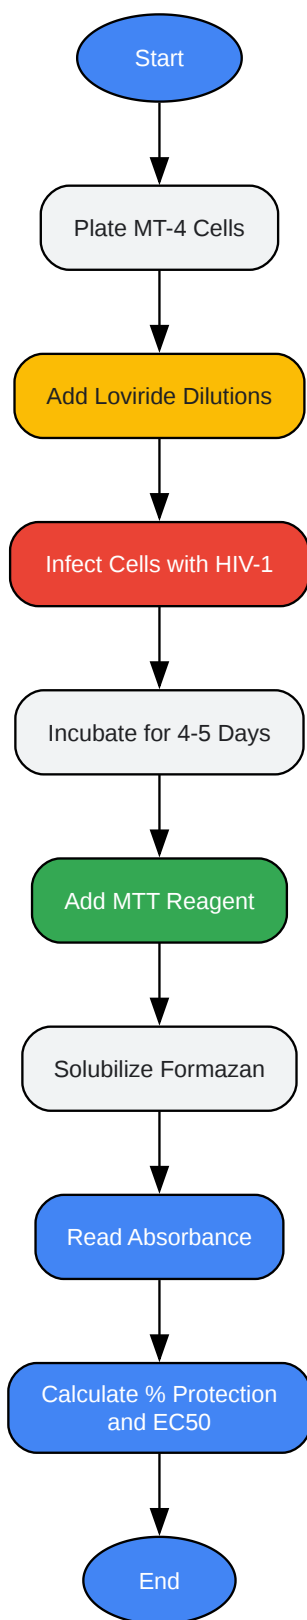 Start
Plate MT-4 Cells
Add Loviride Dilutions
Infect Cells with HIV-1
Incubate for 4-5 Days
Add MTT Reagent
Solubilize Formazan
Read Absorbance
Calculate % Protection
and EC50
End